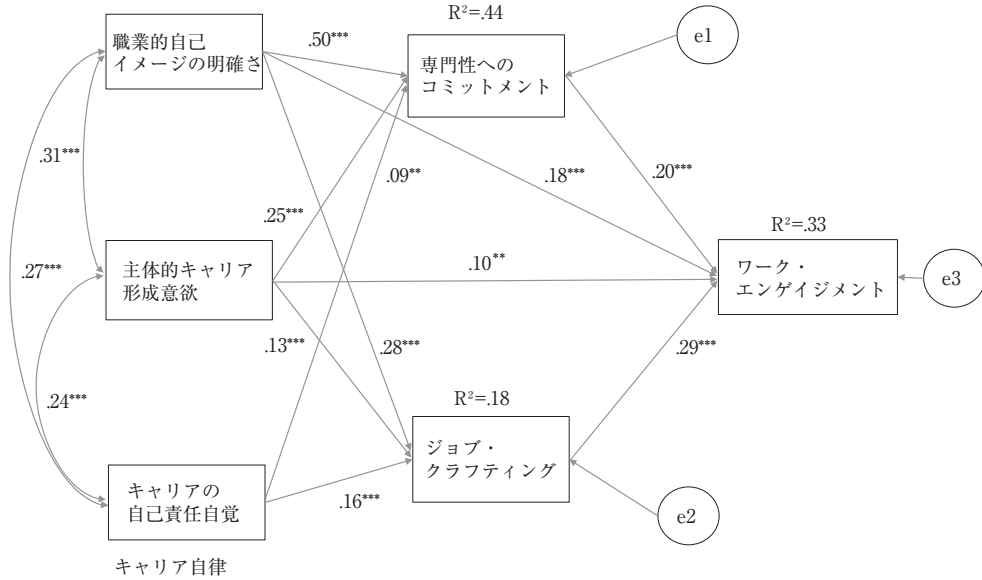 R²=.44
職業的自己
イメージの明確さ
.50***
専門性への
コミットメント
e1
.31***
.09**
.18***
.20***
.25***
R²=.33
主体的キャリア
形成意欲
.10**
ワーク・
エンゲイジメント
e3
.27***
.13***
.28***
.29***
.24***
R²=.18
ジョブ・
クラフティング
キャリアの
自己責任自覚
.16***
e2
キャリア自律